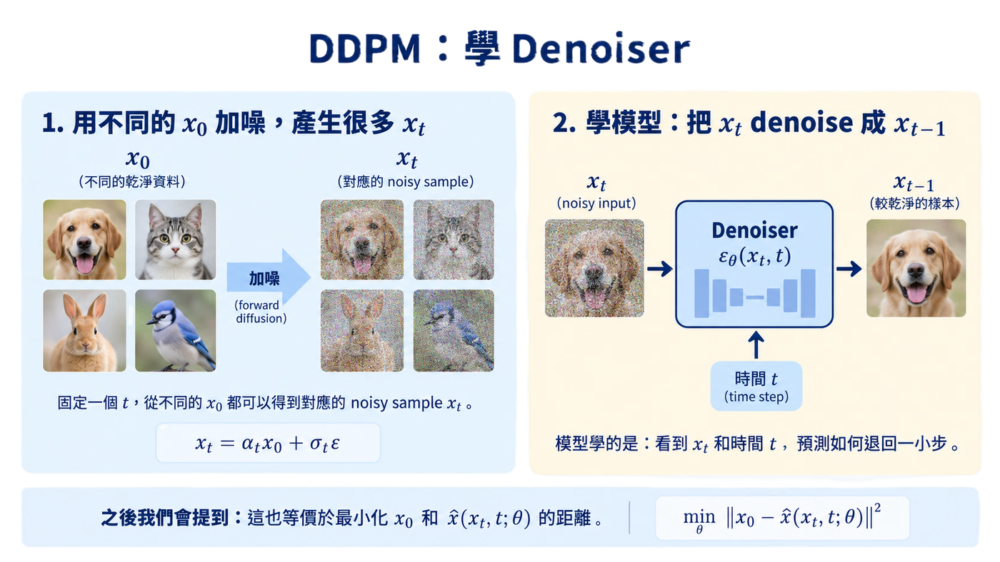 DDPM：學 Denoiser
1. 用不同的 x₀ 加噪，產生很多 xₜ
x₀
（不同的乾淨資料）
xₜ
（對應的 noisy sample）
加噪
（forward
diffusion）
固定一個 t，從不同的 x₀ 都可以得到對應的 noisy sample xₜ。
xₜ = αₜx₀ + σₜε
2. 學模型：把 xₜ denoise 成 xₜ₋₁
xₜ
（noisy input）
Denoiser
ε_θ(xₜ, t)
xₜ₋₁
（較乾淨的樣本）
時間 t
（time step）
模型學的是：看到 xₜ 和時間 t，預測如何退回一小步。
之後我們會提到：這也等價於最小化 x₀ 和 x̂(xₜ, t; θ) 的距離。
min_θ ‖x₀ − x̂(xₜ, t; θ)‖²